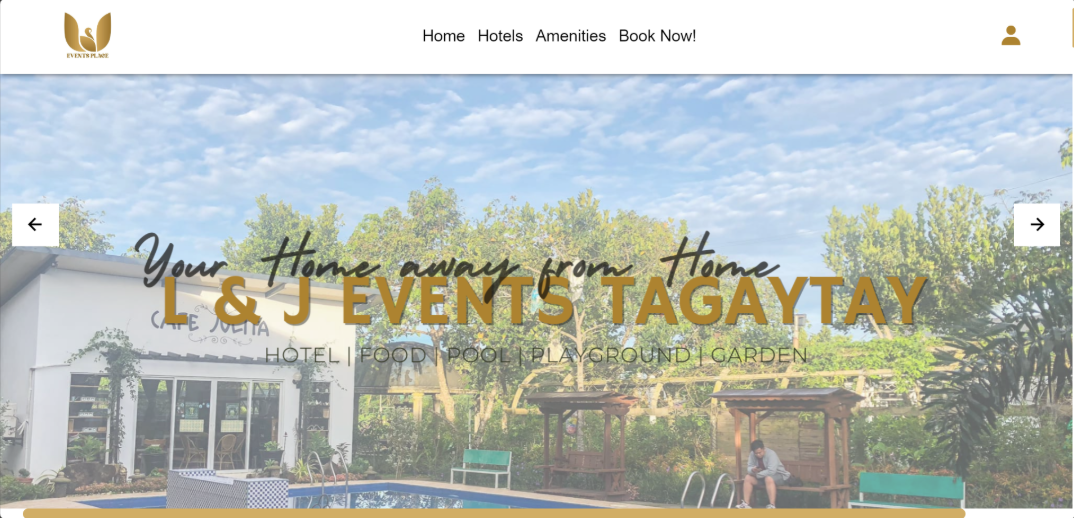 EVENTS PLACE
Home Hotels Amenities Book Now!
Your Home away from Home
L & J EVENTS TAGAYTAY
CAFE JULITA
HOTEL | FOOD | POOL | PLAYGROUND | GARDEN